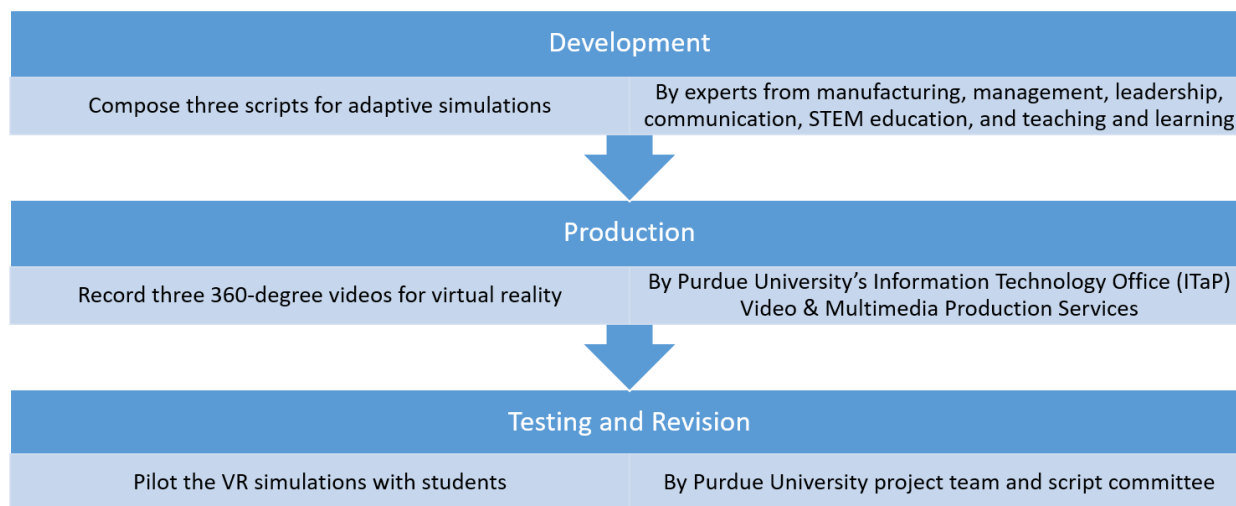 Development
Compose three scripts for adaptive simulations
By experts from manufacturing, management, leadership,
communication, STEM education, and teaching and learning
Production
Record three 360-degree videos for virtual reality
By Purdue University’s Information Technology Office (ITaP)
Video & Multimedia Production Services
Testing and Revision
Pilot the VR simulations with students
By Purdue University project team and script committee